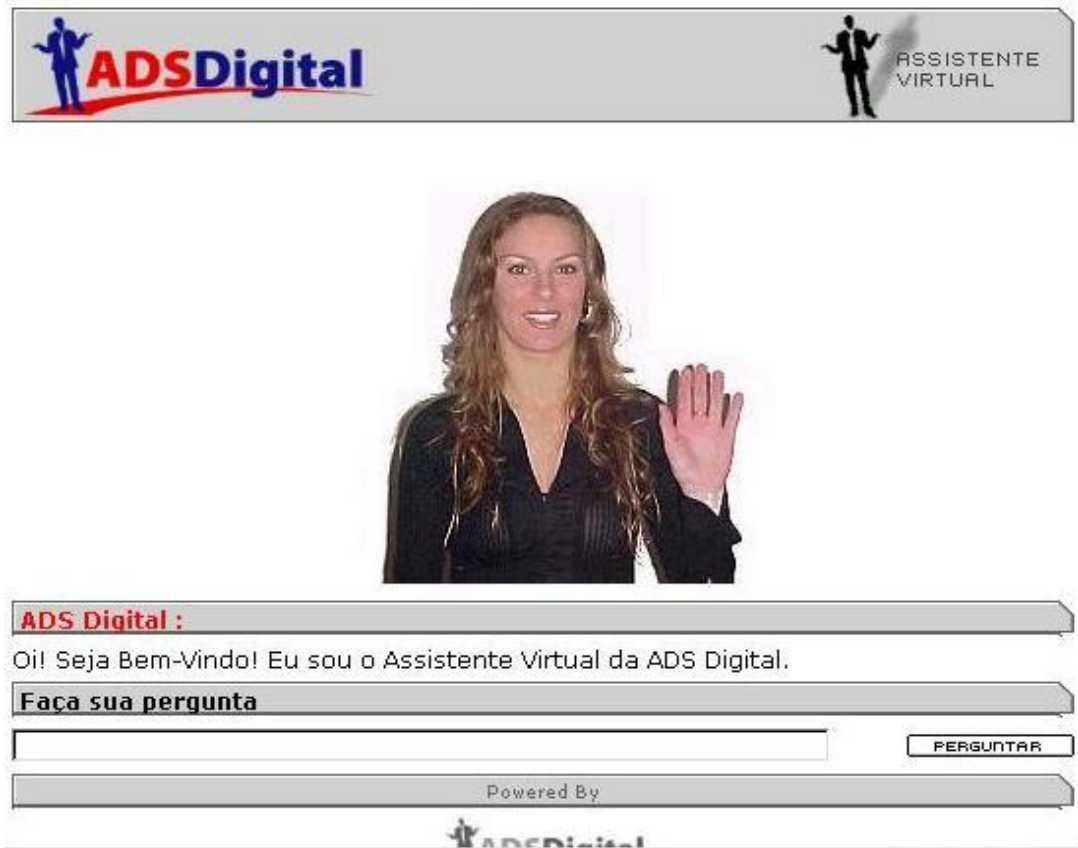 ADSDigital
ASSISTENTE
VIRTUAL
ADS Digital :
Oi! Seja Bem-Vindo! Eu sou o Assistente Virtual da ADS Digital.
Faça sua pergunta
PERGUNTAR
Powered By
ADSDigital